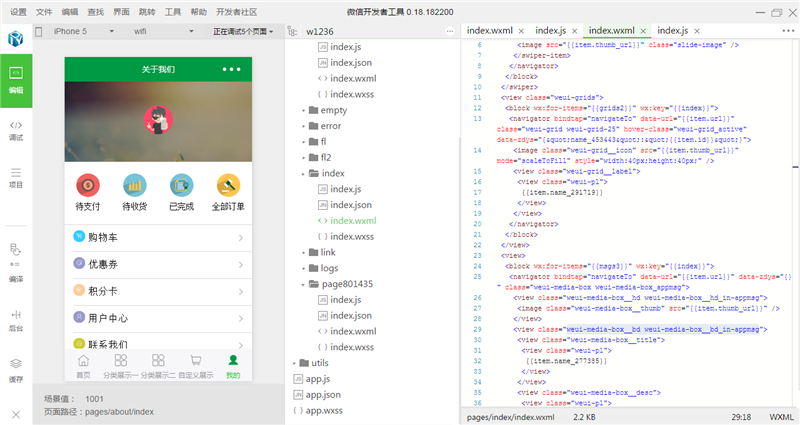 设置 文件 编辑 查找 界面 跳转 工具 帮助 开发者社区
微信开发者工具 0.18.182200
iPhone 5 wifi 正在调试5个页面
编辑
调试
项目
编译
后台
缓存
关于我们
待支付 待收货 已完成 全部订单
购物车
优惠券
积分卡
用户中心
联系我们
首页 分类展示一 分类展示二 自定义展示 我的
场景值： 1001
页面路径：pages/about/index
w1236
index.js
index.json
index.wxml
index.wxss
empty
error
fl
fl2
index
index.js
index.json
index.wxml
index.wxss
link
logs
page801435
index.js
index.json
index.wxml
index.wxss
utils
app.js
app.json
app.wxss
index.wxml index.js index.wxml index.js
6 <image src="{{item.thumb_url}}" class="slide-image" />
7 </swiper-item>
8 </navigator>
9 </block>
10 </swiper>
11 <view class="weui-grids">
12 <block wx:for-items="{{grids2}}" wx:key="{{index}}">
13 <navigator bindtap="navigateTo" data-url="{{item.url}}"
class="weui-grid weui-grid-25" hover-class="weui-grid_active"
data-zdys="{&quot;name_453443&quot;:&quot;{{item.id}}&quot;}">
14 <image class="weui-grid__icon" src="{{item.thumb_url}}"
mode="scaleToFill" style="width:40px;height:40px;" />
15 <view class="weui-grid__label">
16 <view class="weui-pl">
17 {{item.name_291719}}
18 </view>
19 </view>
20 </navigator>
21 </block>
22 </view>
23 <view>
24 <block wx:for-items="{{msgs3}}" wx:key="{{index}}">
25 <navigator bindtap="navigateTo" data-url="{{item.url}}" data-zdys="{}
" class="weui-media-box weui-media-box_appmsg">
26 <view class="weui-media-box__hd weui-media-box__hd_in-appmsg">
27 <image class="weui-media-box__thumb" src="{{item.thumb_url}}" />
28 </view>
29 <view class="weui-media-box__bd weui-media-box__bd_in-appmsg">
30 <view class="weui-media-box__title">
31 <view class="weui-pl">
32 {{item.name_277385}}
33 </view>
34 </view>
35 <view class="weui-media-box__desc">
36 <view class="weui-pl">
pages/index/index.wxml 2.2 KB 29:18 WXML